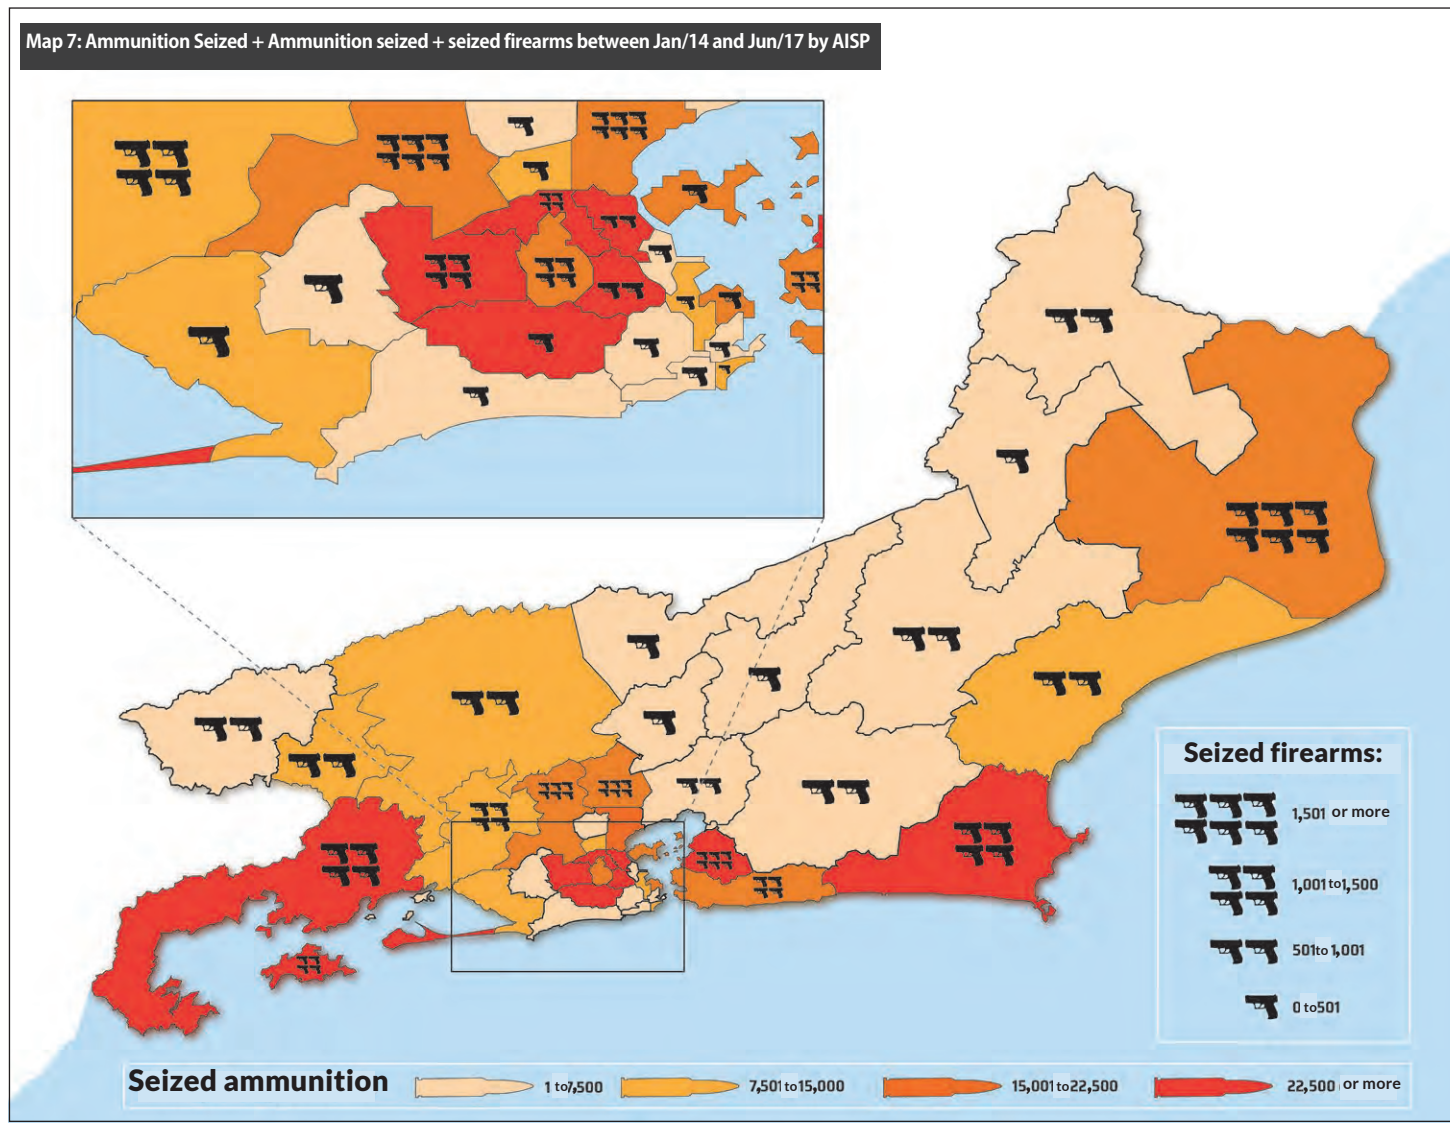 Map 7: Ammunition Seized + Ammunition seized + seized firearms between Jan/14 and Jun/17 by AISP
Seized firearms:
1,501 or more
1,001 to 1,500
501 to 1,001
0 to 501
Seized ammunition
1 to 7,500
7,501 to 15,000
15,001 to 22,500
22,500 or more